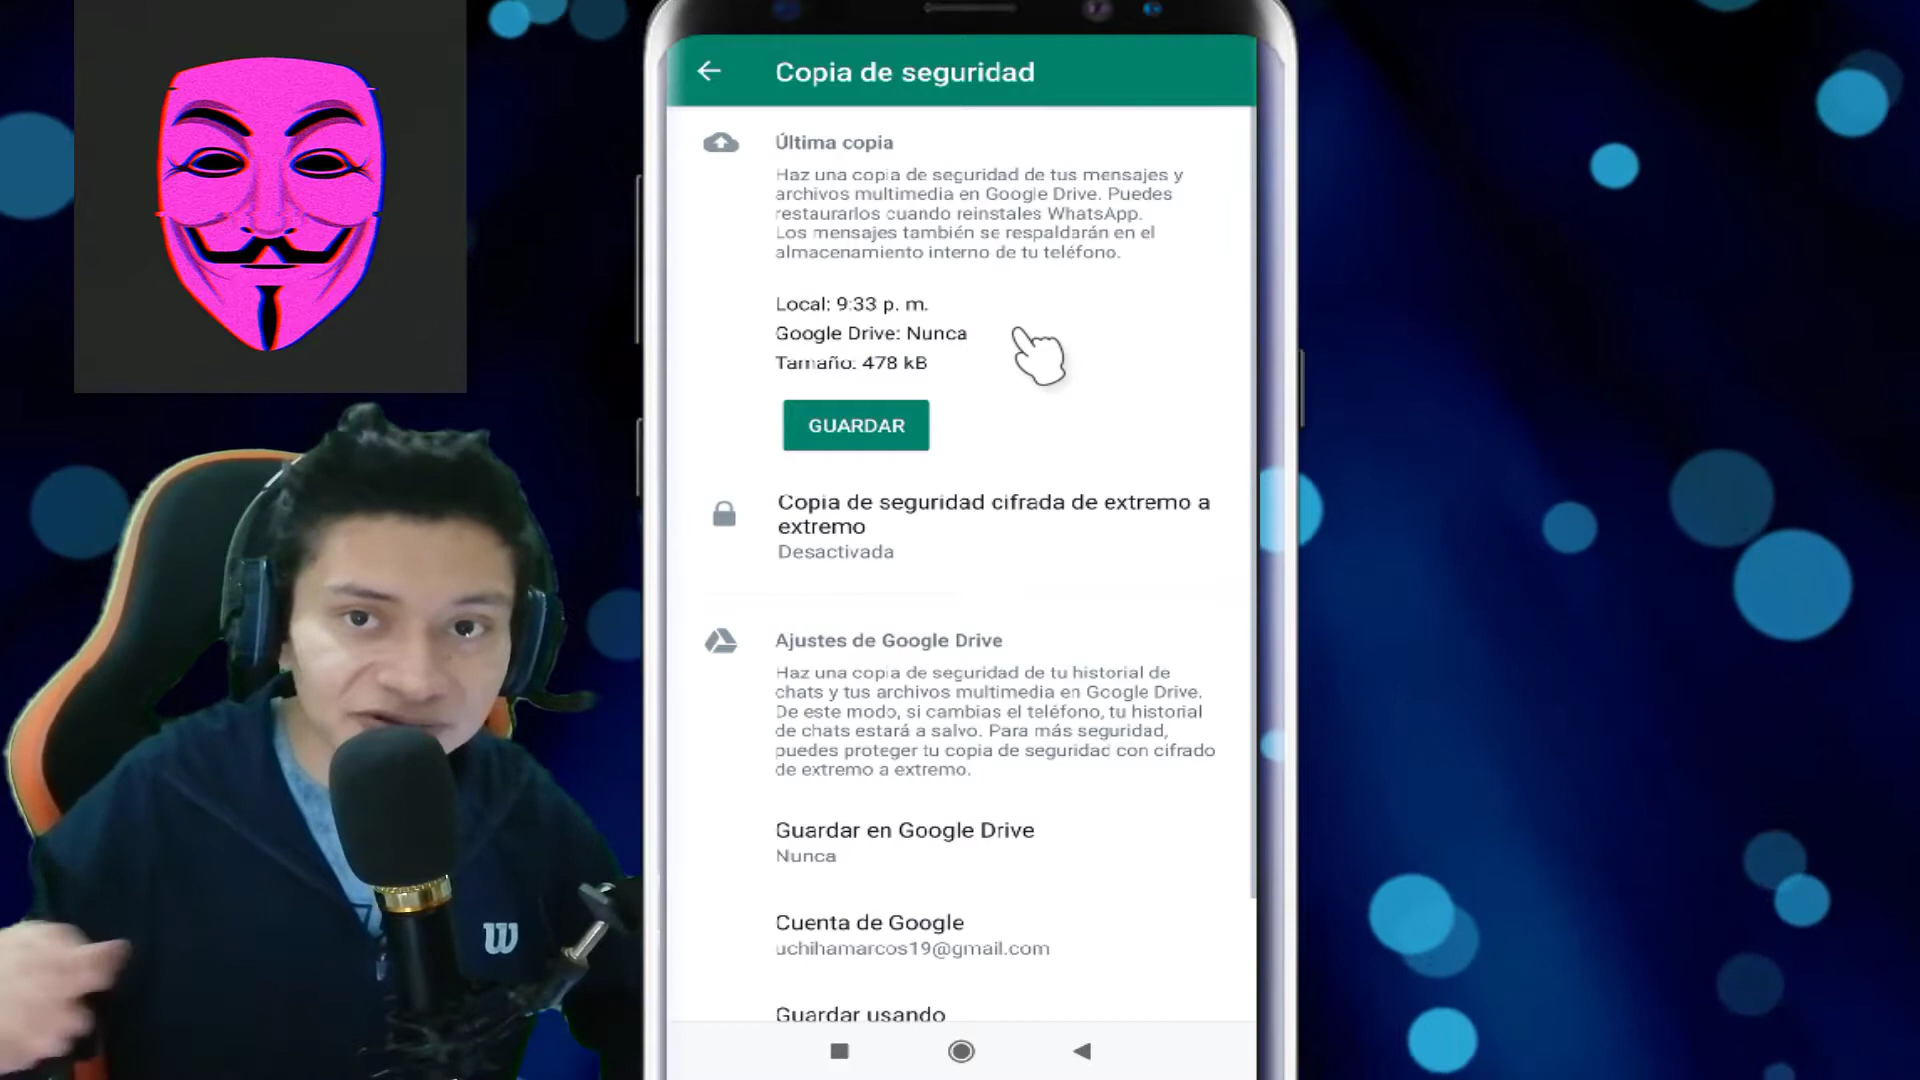 Copia de seguridad
Última copia
Haz una copia de seguridad de tus mensajes y
archivos multimedia en Google Drive. Puedes
restaurarlos cuando reinstales WhatsApp.
Los mensajes también se respaldarán en el
almacenamiento interno de tu teléfono.
Local: 9:33 p. m.
Google Drive: Nunca
Tamaño: 478 kB
GUARDAR
Copia de seguridad cifrada de extremo a
extremo
Desactivada
Ajustes de Google Drive
Haz una copia de seguridad de tu historial de
chats y tus archivos multimedia en Google Drive.
De este modo, si cambias el teléfono, tu historial
de chats estará a salvo. Para más seguridad,
puedes proteger tu copia de seguridad con cifrado
de extremo a extremo.
Guardar en Google Drive
Nunca
Cuenta de Google
uchihamarcos19@gmail.com
Guardar usando
W